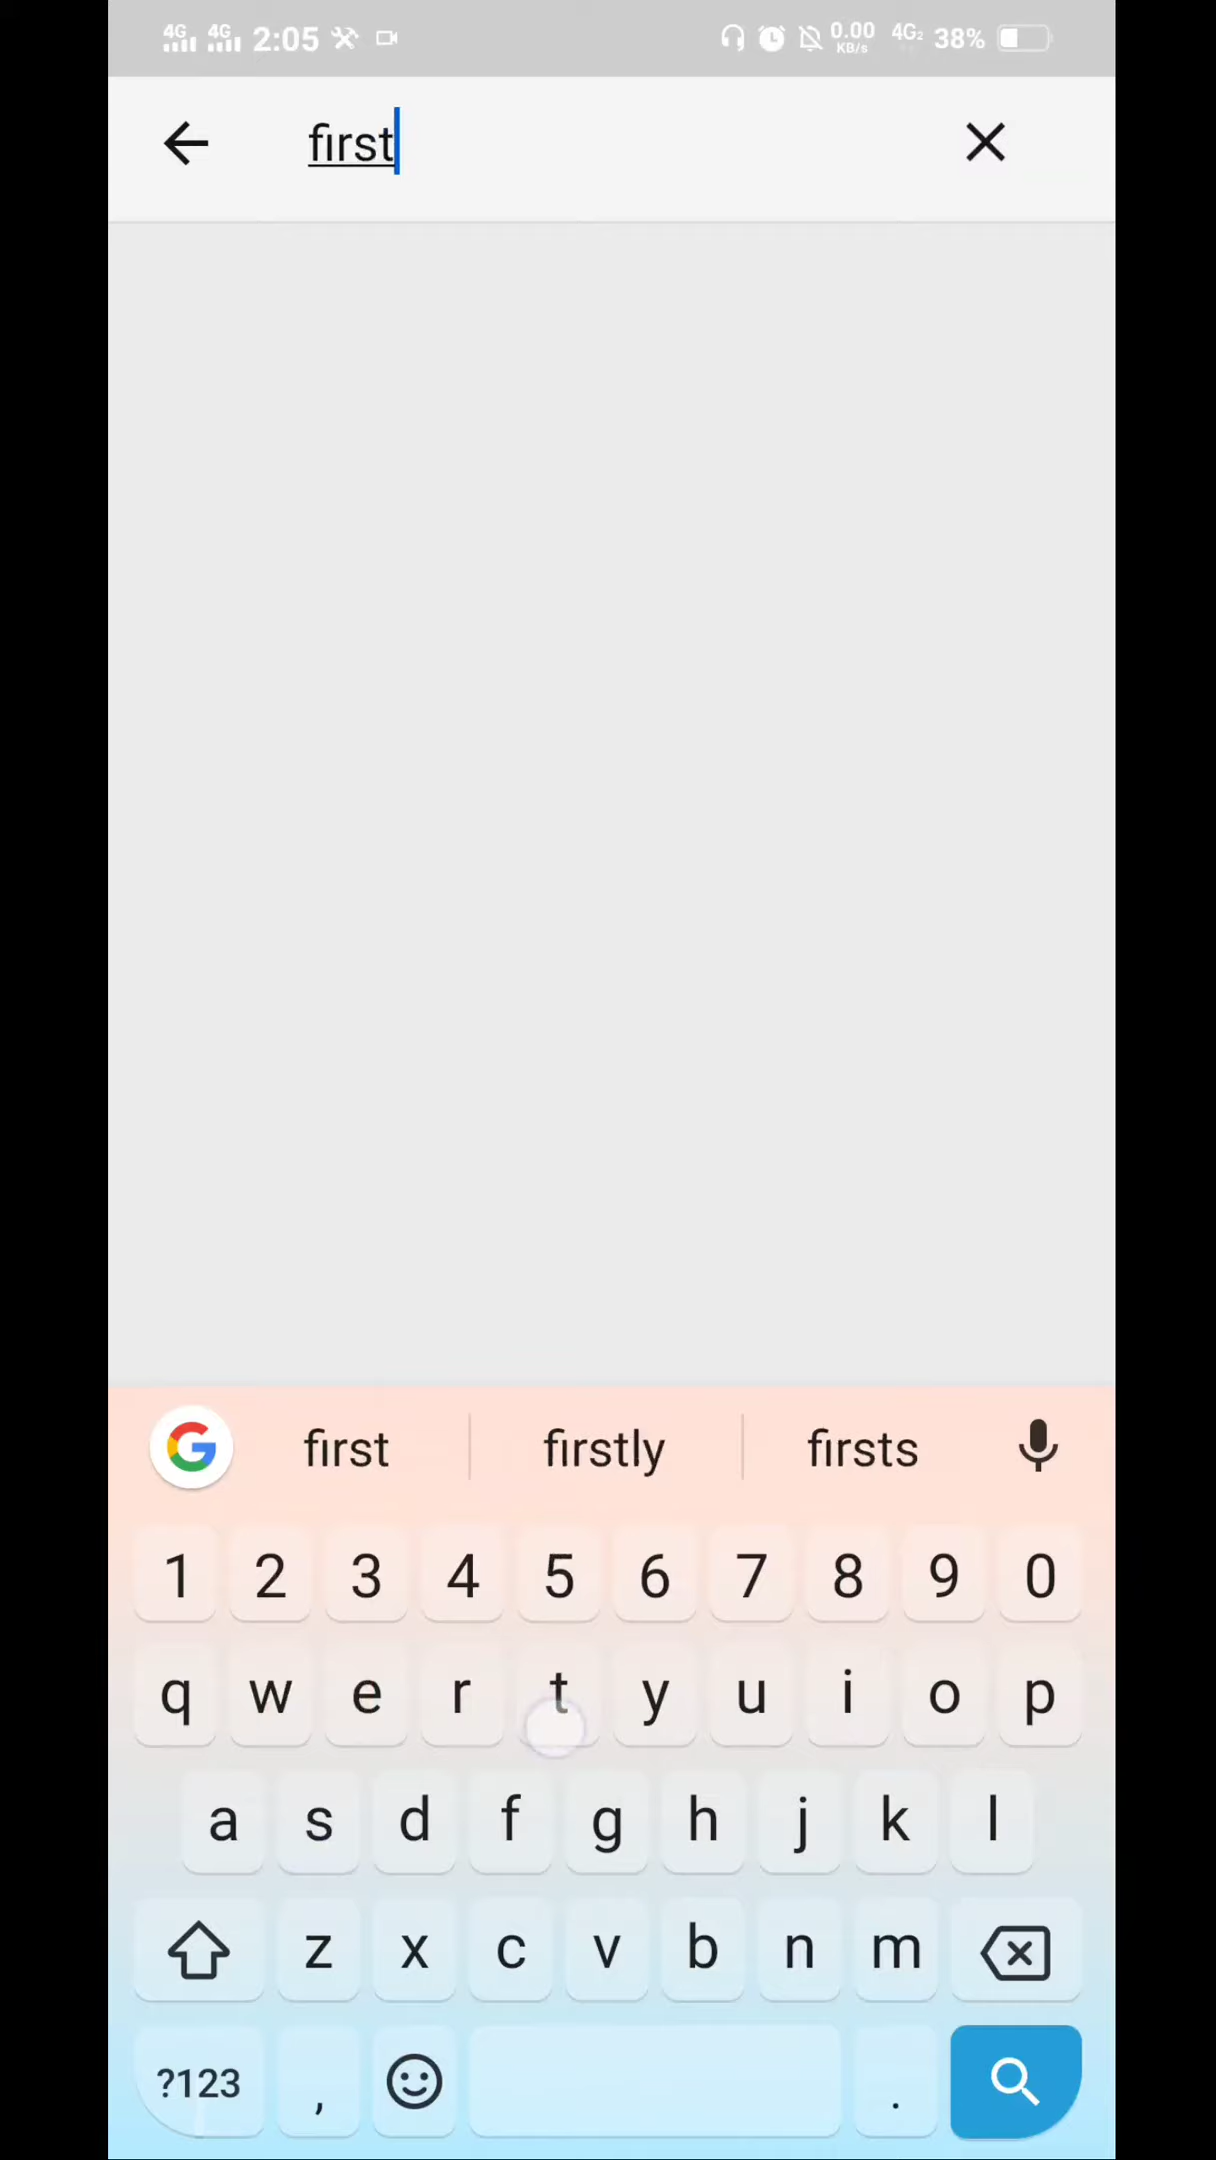 4G 4G 2:05 0.00 KB/s 4G2 38%
first
G first firstly firsts
1 2 3 4 5 6 7 8 9 0
q w e r t y u i o p
a s d f g h j k l
z x c v b n m
?123 , .